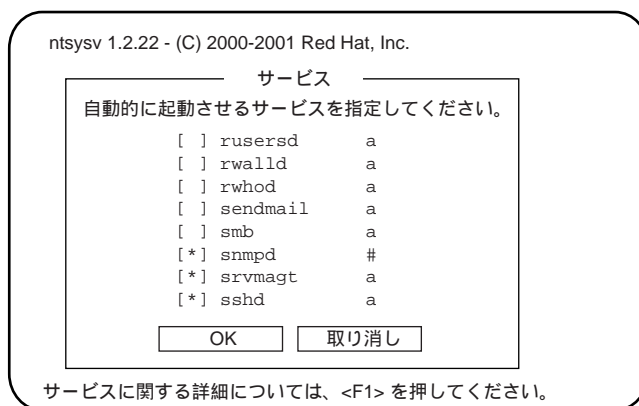 ntsysv 1.2.22 - (C) 2000-2001 Red Hat, Inc.
サービス
自動的に起動させるサービスを指定してください。
[ ] rusersd a
[ ] rwalld a
[ ] rwhod a
[ ] sendmail a
[ ] smb a
[*] snmpd #
[*] srvmagt a
[*] sshd a
OK 取り消し
サービスに関する詳細については、<F1> を押してください。